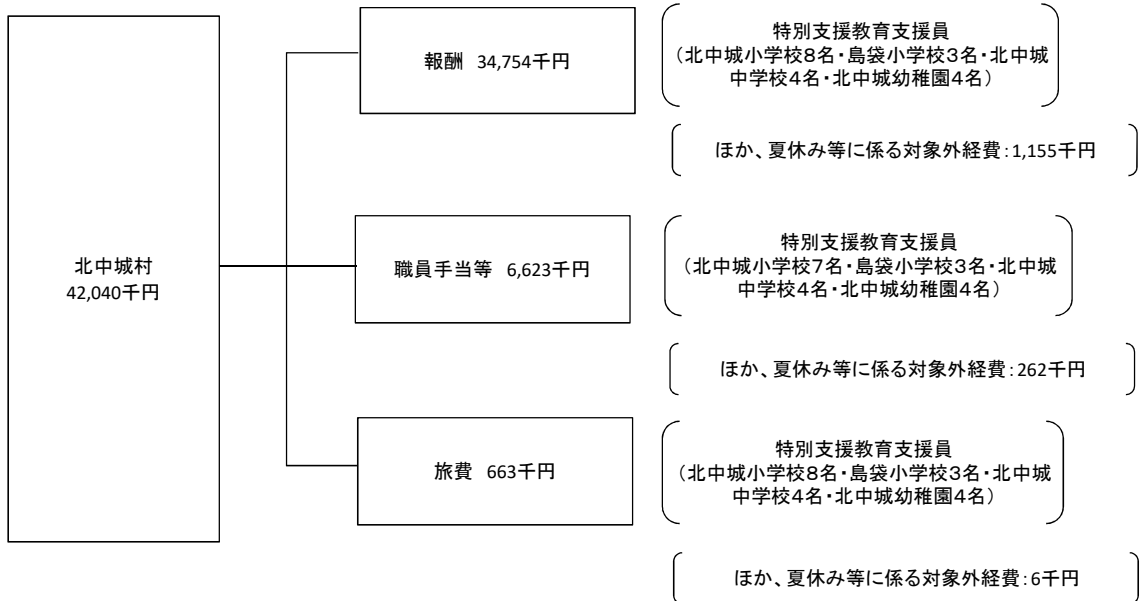 北中城村
42,040千円
報酬 34,754千円
特別支援教育支援員
（北中城小学校8名・島袋小学校3名・北中城
中学校4名・北中城幼稚園4名）
ほか、夏休み等に係る対象外経費：1,155千円
職員手当等 6,623千円
特別支援教育支援員
（北中城小学校7名・島袋小学校3名・北中城
中学校4名・北中城幼稚園4名）
ほか、夏休み等に係る対象外経費：262千円
旅費 663千円
特別支援教育支援員
（北中城小学校8名・島袋小学校3名・北中城
中学校4名・北中城幼稚園4名）
ほか、夏休み等に係る対象外経費：6千円